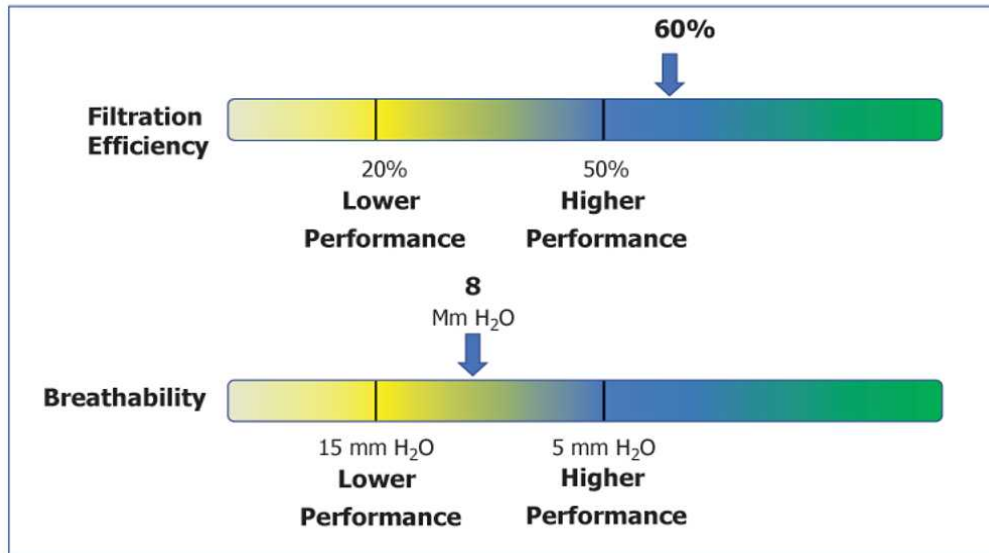 60%
Filtration
Efficiency
20%
50%
Lower
Performance
Higher
Performance
8
Mm H₂O
Breathability
15 mm H₂O
5 mm H₂O
Lower
Performance
Higher
Performance